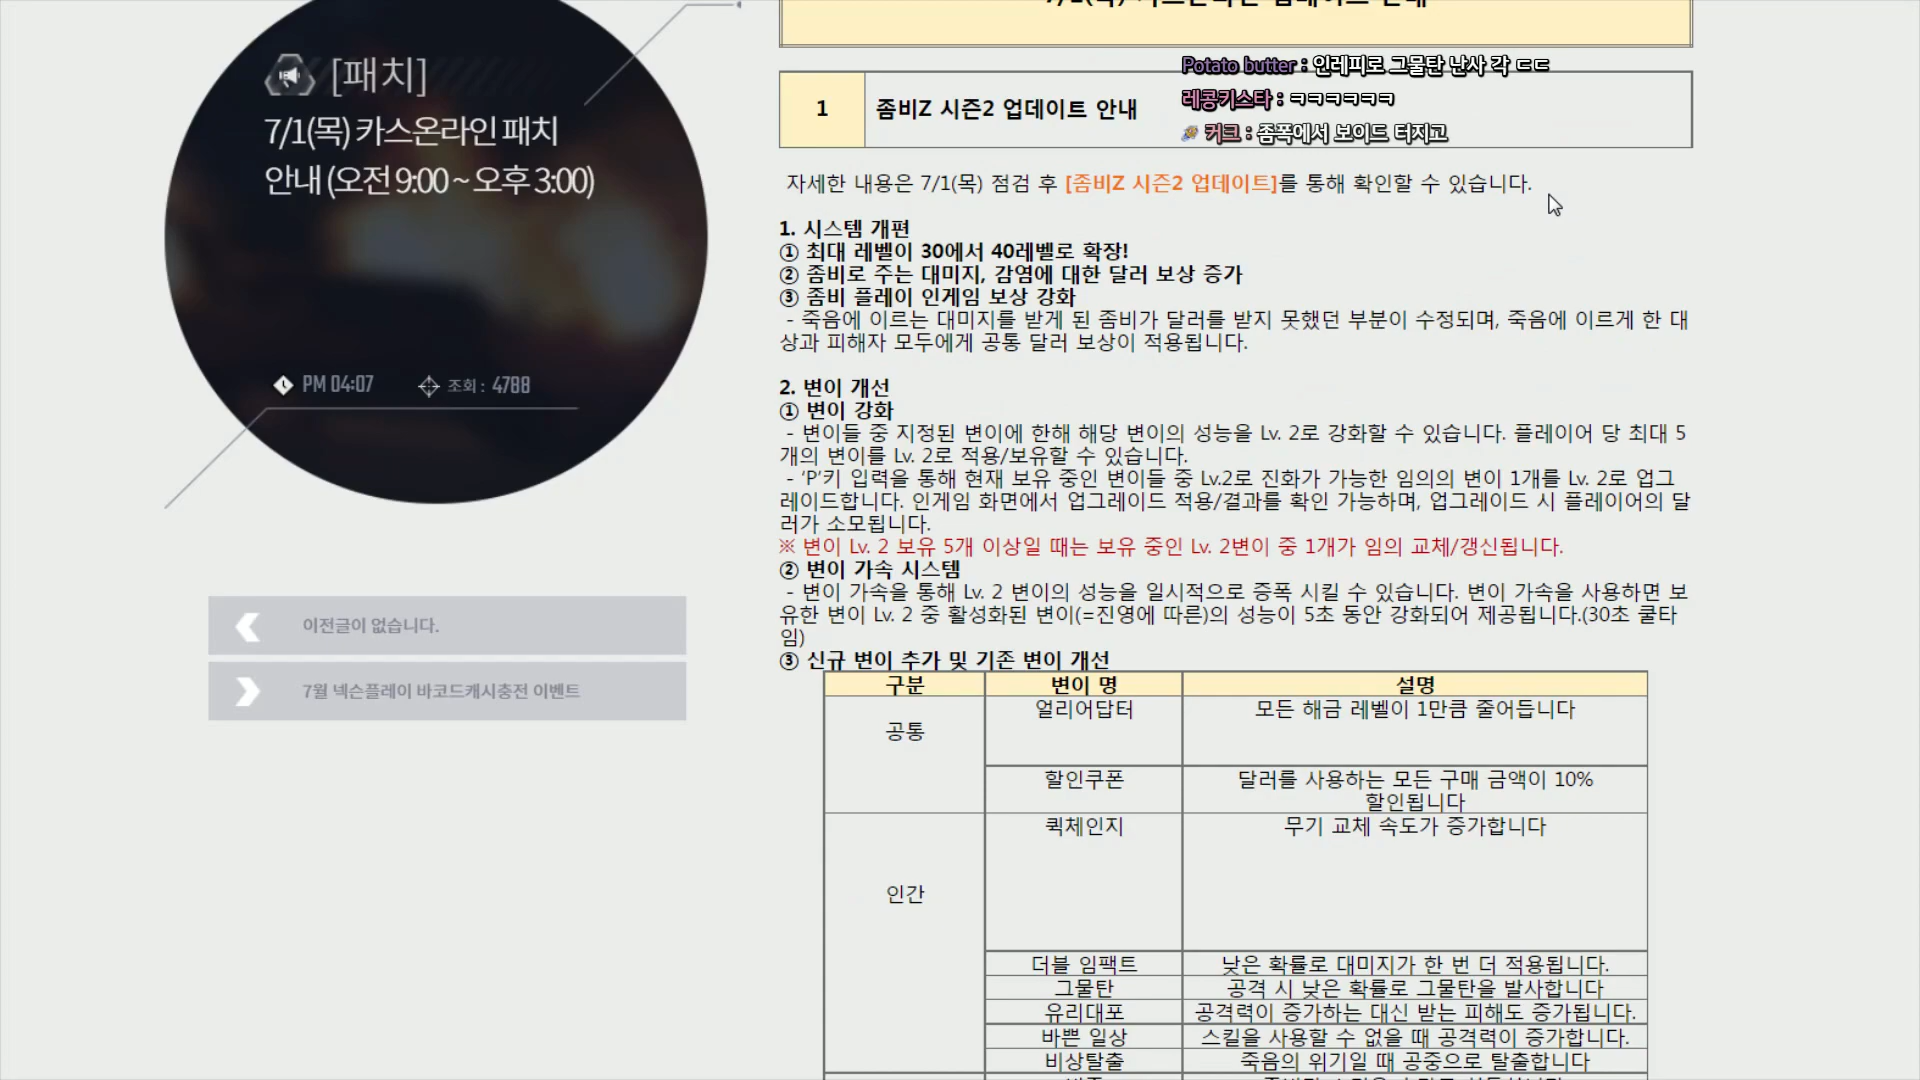 [패치]
7/1(목) 카스온라인 패치
안내 (오전 9:00 ~ 오후 3:00)
PM 04:07
조회 : 4788
이전글이 없습니다.
7월 넥슨플레이 바코드캐시충전 이벤트
Potato butter : 인레피로 그물탄 난사 각 ㄷㄷ
레콩키스타 : ㅋㅋㅋㅋㅋㅋ
커크 : 좀폭에서 보이드 터지고
1
좀비Z 시즌2 업데이트 안내
자세한 내용은 7/1(목) 점검 후 [좀비Z 시즌2 업데이트]를 통해 확인할 수 있습니다.
1. 시스템 개편
① 최대 레벨이 30에서 40레벨로 확장!
② 좀비로 주는 대미지, 감염에 대한 달러 보상 증가
③ 좀비 플레이 인게임 보상 강화
- 죽음에 이르는 대미지를 받게 된 좀비가 달러를 받지 못했던 부분이 수정되며, 죽음에 이르게 한 대
상과 피해자 모두에게 공통 달러 보상이 적용됩니다.
2. 변이 개선
① 변이 강화
- 변이들 중 지정된 변이에 한해 해당 변이의 성능을 Lv. 2로 강화할 수 있습니다. 플레이어 당 최대 5
개의 변이를 Lv. 2로 적용/보유할 수 있습니다.
- ‘P’키 입력을 통해 현재 보유 중인 변이들 중 Lv.2로 진화가 가능한 임의의 변이 1개를 Lv. 2로 업그
레이드합니다. 인게임 화면에서 업그레이드 적용/결과를 확인 가능하며, 업그레이드 시 플레이어의 달
러가 소모됩니다.
※ 변이 Lv. 2 보유 5개 이상일 때는 보유 중인 Lv. 2변이 중 1개가 임의 교체/갱신됩니다.
② 변이 가속 시스템
- 변이 가속을 통해 Lv. 2 변이의 성능을 일시적으로 증폭 시킬 수 있습니다. 변이 가속을 사용하면 보
유한 변이 Lv. 2 중 활성화된 변이(=진영에 따른)의 성능이 5초 동안 강화되어 제공됩니다.(30초 쿨타
임)
③ 신규 변이 추가 및 기존 변이 개선
구분
변이 명
설명
공통
얼리어답터
모든 해금 레벨이 1만큼 줄어듭니다
할인쿠폰
달러를 사용하는 모든 구매 금액이 10%
할인됩니다
인간
퀵체인지
무기 교체 속도가 증가합니다
더블 임팩트
낮은 확률로 대미지가 한 번 더 적용됩니다.
그물탄
공격 시 낮은 확률로 그물탄을 발사합니다
유리대포
공격력이 증가하는 대신 받는 피해도 증가됩니다.
바쁜 일상
스킬을 사용할 수 없을 때 공격력이 증가합니다.
비상탈출
죽음의 위기일 때 공중으로 탈출합니다